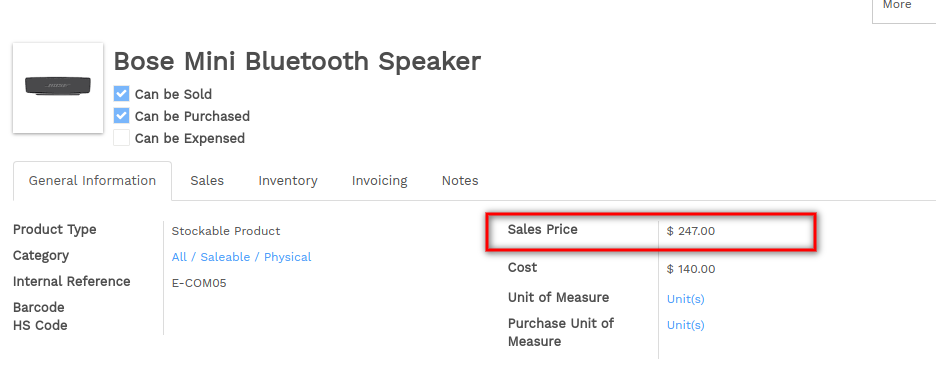 More
Bose Mini Bluetooth Speaker
Can be Sold
Can be Purchased
Can be Expensed
General Information Sales Inventory Invoicing Notes
Product Type Stockable Product
Category All / Saleable / Physical
Internal Reference E-COM05
Barcode
HS Code
Sales Price $ 247.00
Cost $ 140.00
Unit of Measure Unit(s)
Purchase Unit of Unit(s)
Measure